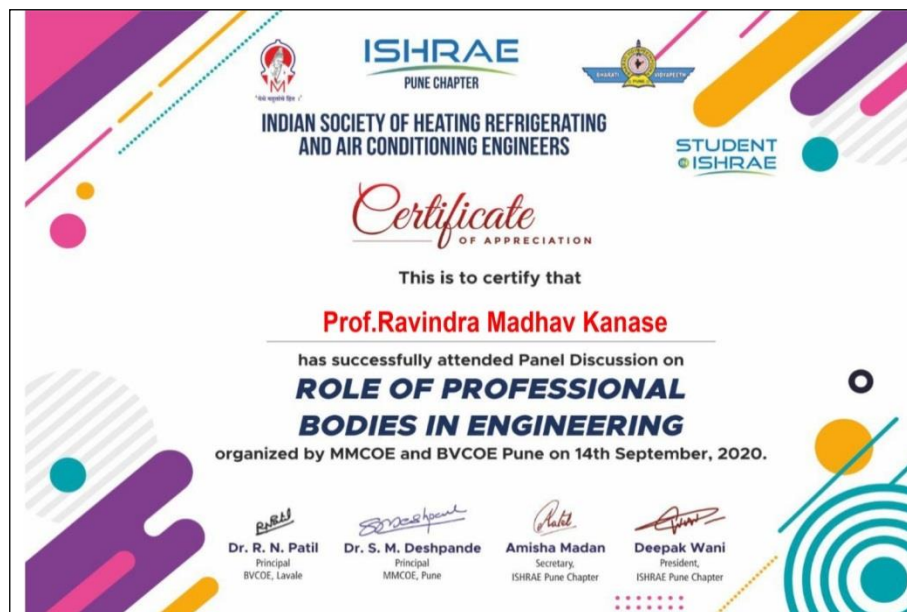 ISHRAE
PUNE CHAPTER
BHARATI VIDYAPEETH
PUNE
INDIAN SOCIETY OF HEATING REFRIGERATING
AND AIR CONDITIONING ENGINEERS
STUDENT
ISHRAE
Certificate
OF APPRECIATION
This is to certify that
Prof.Ravindra Madhav Kanase
has successfully attended Panel Discussion on
ROLE OF PROFESSIONAL
BODIES IN ENGINEERING
organized by MMCOE and BVCOE Pune on 14th September, 2020.
Dr. R. N. Patil
Principal
BVCOE, Lavale
Dr. S. M. Deshpande
Principal
MMCOE, Pune
Amisha Madan
Secretary,
ISHRAE Pune Chapter
Deepak Wani
President,
ISHRAE Pune Chapter